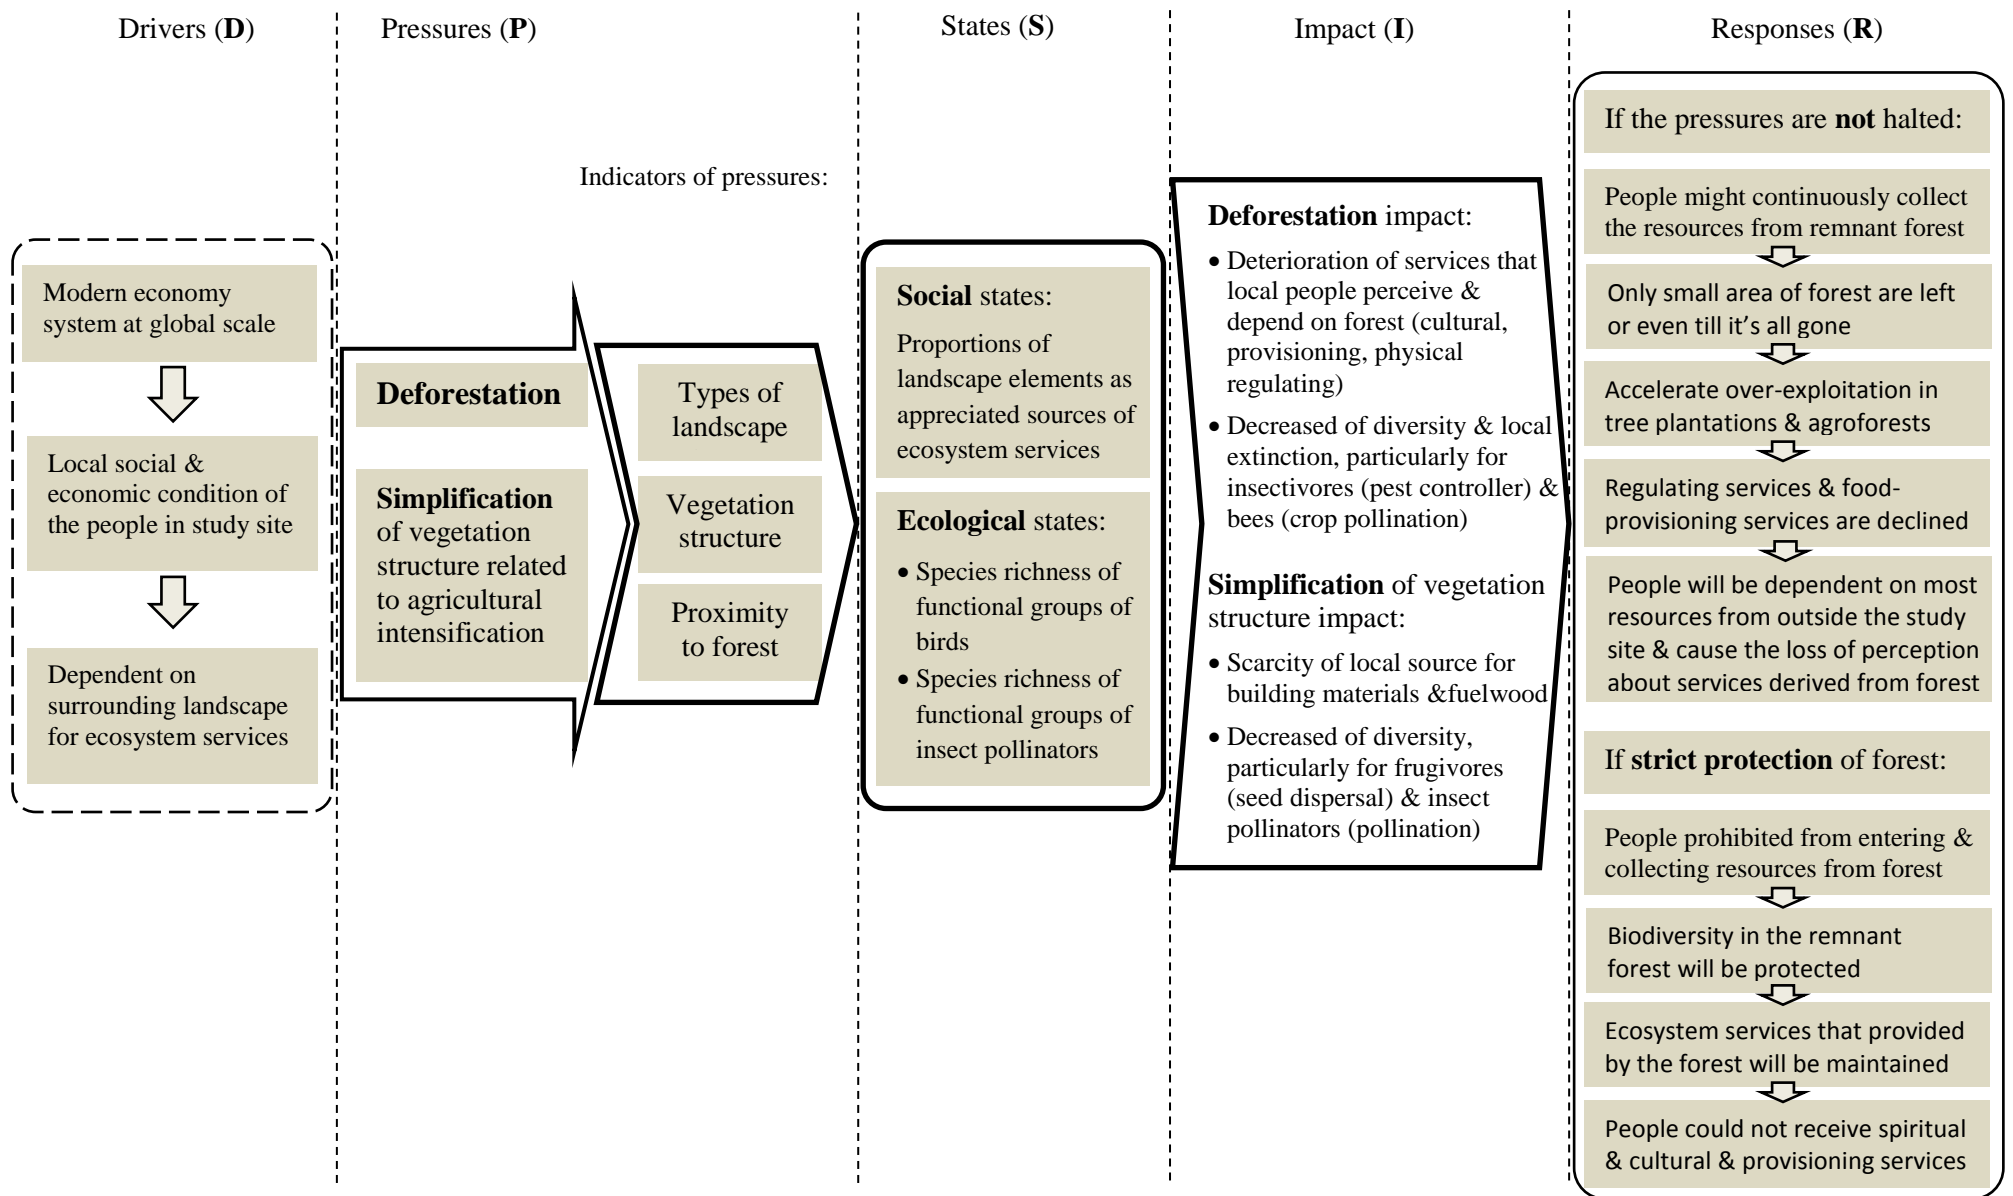 Drivers (D)
Modern economy
system at global scale
Local social &
economic condition of
the people in study site
Dependent on
surrounding landscape
for ecosystem services
Pressures (P)
Deforestation
Simplification
of vegetation
structure related
to agricultural
intensification
Indicators of pressures:
Types of
landscape
Vegetation
structure
Proximity
to forest
States (S)
Social states:
Proportions of
landscape elements as
appreciated sources of
ecosystem services
Ecological states:
• Species richness of
functional groups of
birds
• Species richness of
functional groups of
insect pollinators
Impact (I)
Deforestation impact:
• Deterioration of services that
local people perceive &
depend on forest (cultural,
provisioning, physical
regulating)
• Decreased of diversity & local
extinction, particularly for
insectivores (pest controller) &
bees (crop pollination)
Simplification of vegetation
structure impact:
• Scarcity of local source for
building materials &fuelwood
• Decreased of diversity,
particularly for frugivores
(seed dispersal) & insect
pollinators (pollination)
Responses (R)
If the pressures are not halted:
People might continuously collect
the resources from remnant forest
Only small area of forest are left
or even till it's all gone
Accelerate over-exploitation in
tree plantations & agroforests
Regulating services & food-
provisioning services are declined
People will be dependent on most
resources from outside the study
site & cause the loss of perception
about services derived from forest
If strict protection of forest:
People prohibited from entering &
collecting resources from forest
Biodiversity in the remnant
forest will be protected
Ecosystem services that provided
by the forest will be maintained
People could not receive spiritual
& cultural & provisioning services